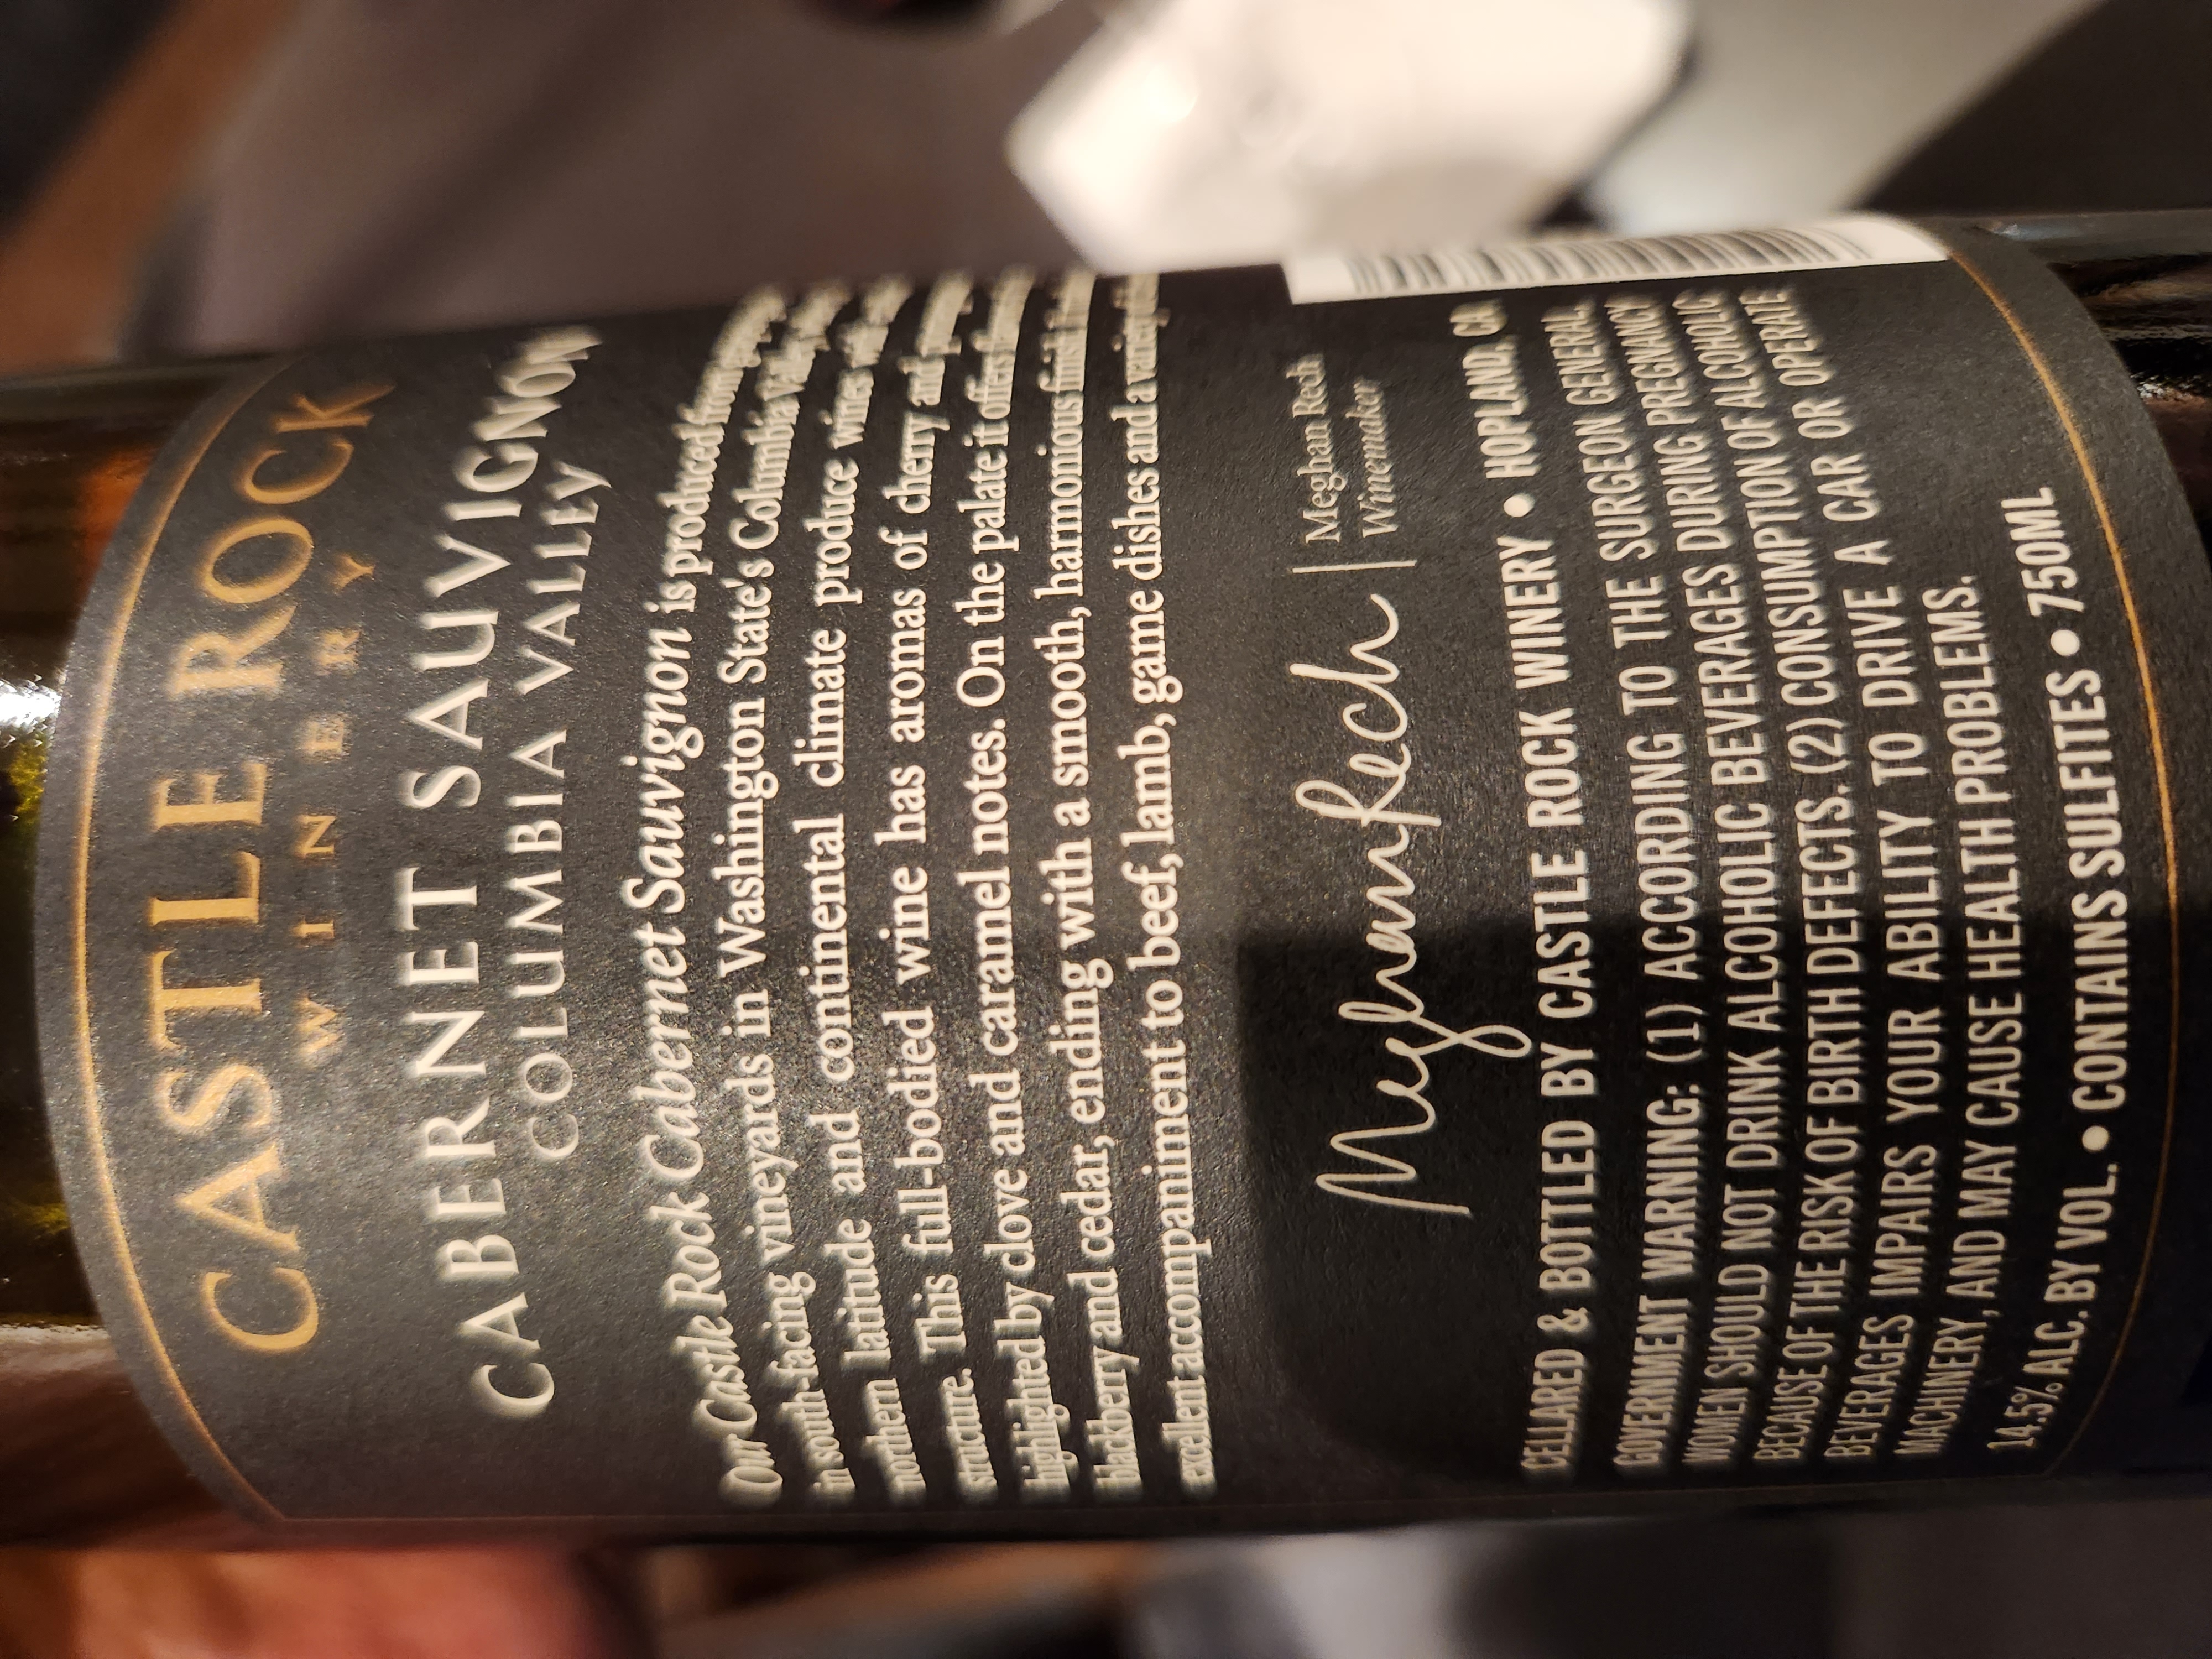 CASTLE ROCK
WINERY
CABERNET SAUVIGNON
COLUMBIA VALLEY
Our Castle Rock Cabernet Sauvignon is produced from
in south-facing vineyards in Washington State's Columbia Valley
northern latitude and continental climate produce wines with
structure. This full-bodied wine has aromas of cherry and
highlighted by clove and caramel notes. On the palate it offers
blackberry and cedar, ending with a smooth, harmonious finish
excellent accompaniment to beef, lamb, game dishes and a
Meghan Rech
Meghan Rech
Winemaker
CELLARED & BOTTLED BY CASTLE ROCK WINERY • HOPLAND, CA
GOVERNMENT WARNING: (1) ACCORDING TO THE SURGEON GENERAL,
WOMEN SHOULD NOT DRINK ALCOHOLIC BEVERAGES DURING PREGNANCY
BECAUSE OF THE RISK OF BIRTH DEFECTS. (2) CONSUMPTION OF ALCOHOLIC
BEVERAGES IMPAIRS YOUR ABILITY TO DRIVE A CAR OR OPERATE
MACHINERY, AND MAY CAUSE HEALTH PROBLEMS.
14.5% ALC. BY VOL. • CONTAINS SULFITES • 750ML